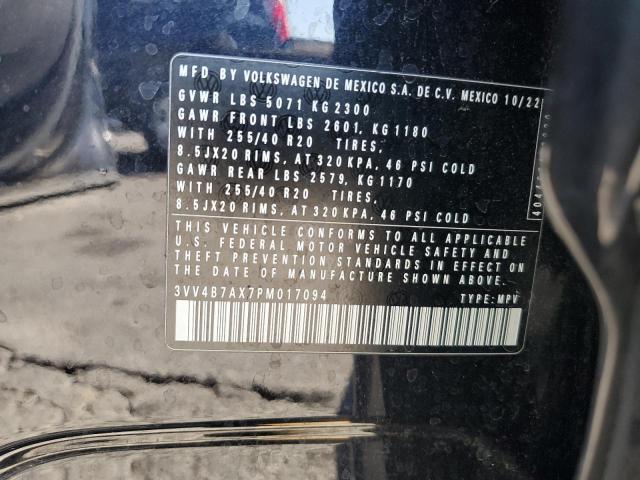 MFD BY VOLKSWAGEN DE MEXICO S.A. DE C.V. MEXICO 10/22
GVWR LBS 5071 KG 2300
GAWR FRONT LBS 2601, KG 1180
WITH 255/40 R20 TIRES,
8.5JX20 RIMS, AT 320 KPA, 46 PSI COLD
GAWR REAR LBS 2579, KG 1170
WITH 255/40 R20 TIRES,
8.5JX20 RIMS, AT 320 KPA, 46 PSI COLD
THIS VEHICLE CONFORMS TO ALL APPLICABLE
U.S. FEDERAL MOTOR VEHICLE SAFETY AND
THEFT PREVENTION STANDARDS IN EFFECT ON
THE DATE OF MANUFACTURE SHOWN ABOVE.
3VV4B7AX7PM017094 TYPE: MPV